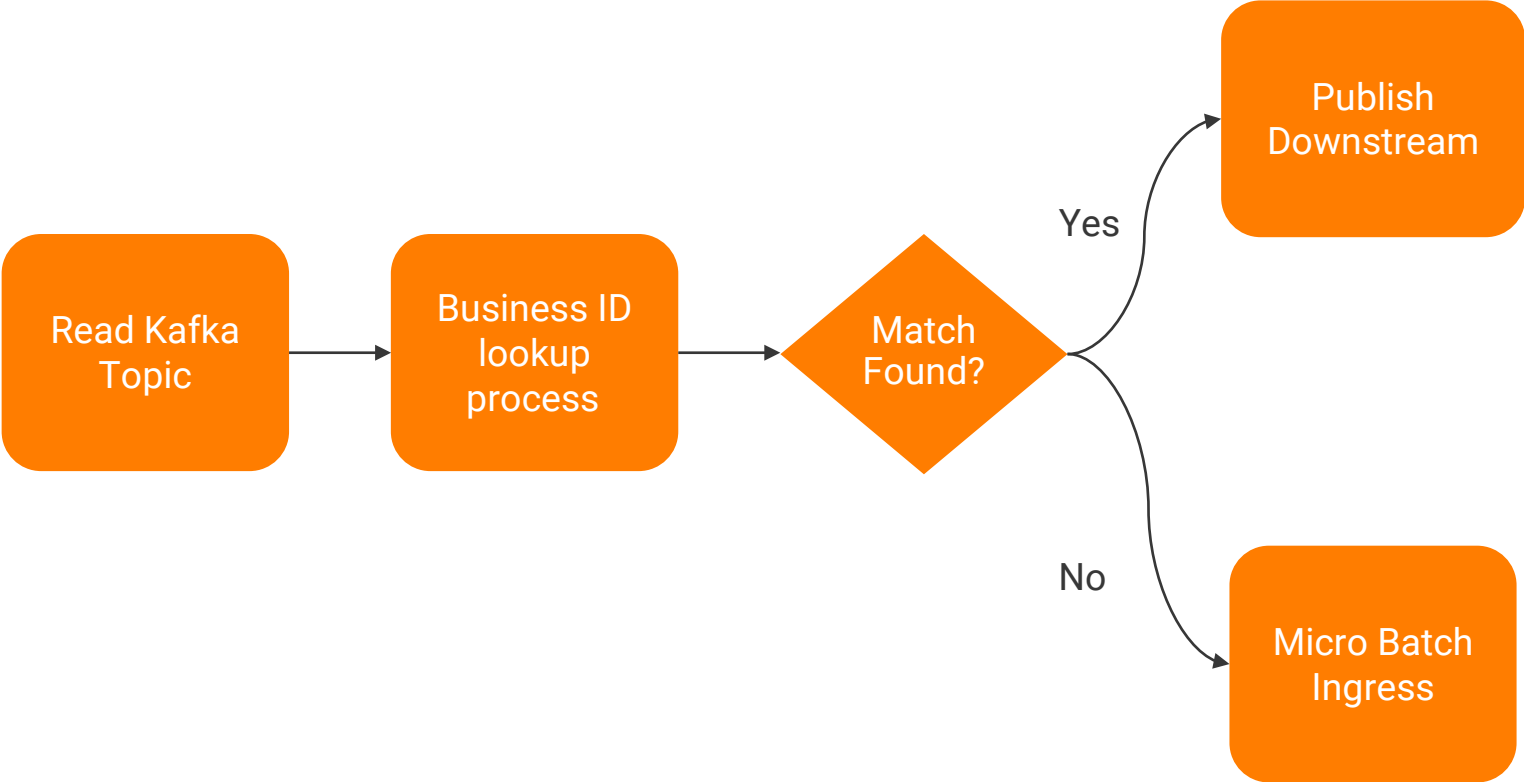 Read Kafka
Topic
Business ID
lookup
process
Match
Found?
Yes
Publish
Downstream
No
Micro Batch
Ingress